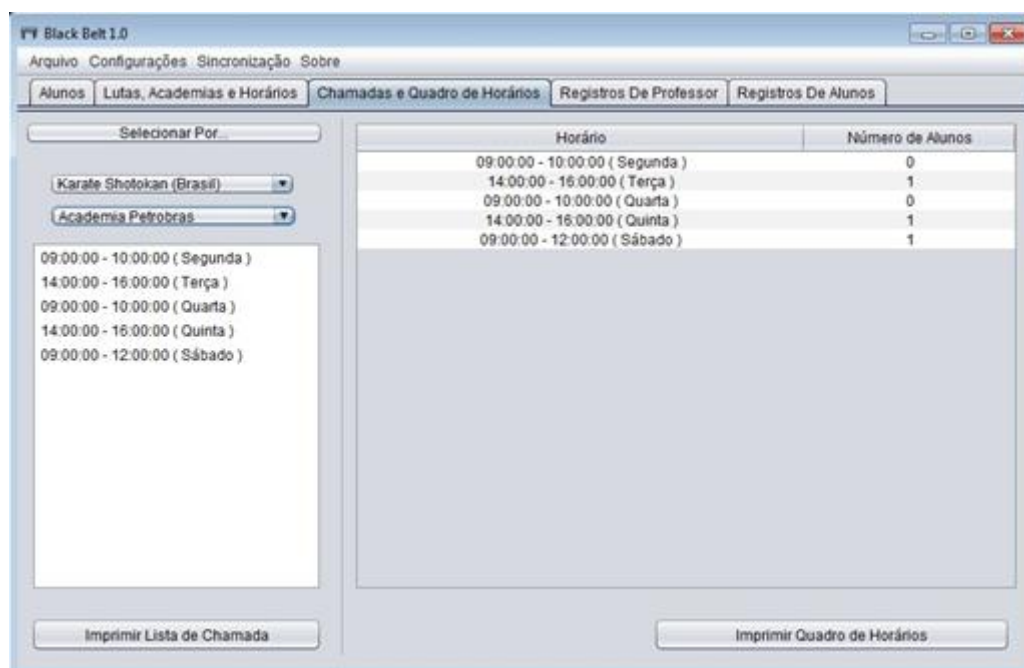 Black Belt 1.0
Arquivo Configurações Sincronização Sobre
Alunos Lutas, Academias e Horários Chamadas e Quadro de Horários Registros De Professor Registros De Alunos
Selecionar Por...
Karate Shotokan (Brasil)
Academia Petrobras
09:00:00 - 10:00:00 ( Segunda )
14:00:00 - 16:00:00 ( Terça )
09:00:00 - 10:00:00 ( Quarta )
14:00:00 - 16:00:00 ( Quinta )
09:00:00 - 12:00:00 ( Sábado )
Imprimir Lista de Chamada
Horário Número de Alunos
09:00:00 - 10:00:00 ( Segunda ) 0
14:00:00 - 16:00:00 ( Terça ) 1
09:00:00 - 10:00:00 ( Quarta ) 0
14:00:00 - 16:00:00 ( Quinta ) 1
09:00:00 - 12:00:00 ( Sábado ) 1
Imprimir Quadro de Horários